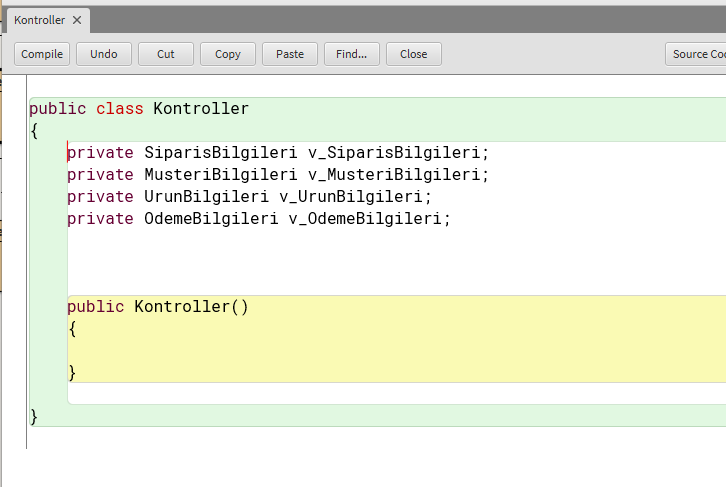 Kontroller ✕
Compile Undo Cut Copy Paste Find... Close Source Co
public class Kontroller
{
private SiparisBilgileri v_SiparisBilgileri;
private MusteriBilgileri v_MusteriBilgileri;
private UrunBilgileri v_UrunBilgileri;
private OdemeBilgileri v_OdemeBilgileri;
public Kontroller()
{
}
}